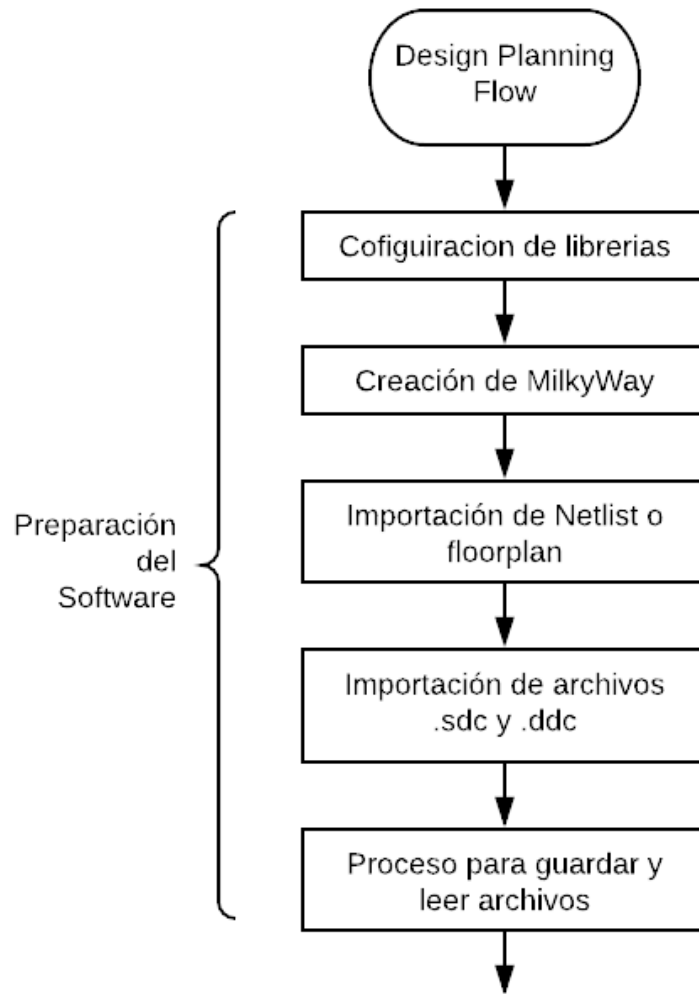 Design Planning
Flow
Cofiguiracion de librerias
Creación de MilkyWay
Importación de Netlist o
floorplan
Preparación
del
Software
Importación de archivos
.sdc y .ddc
Proceso para guardar y
leer archivos